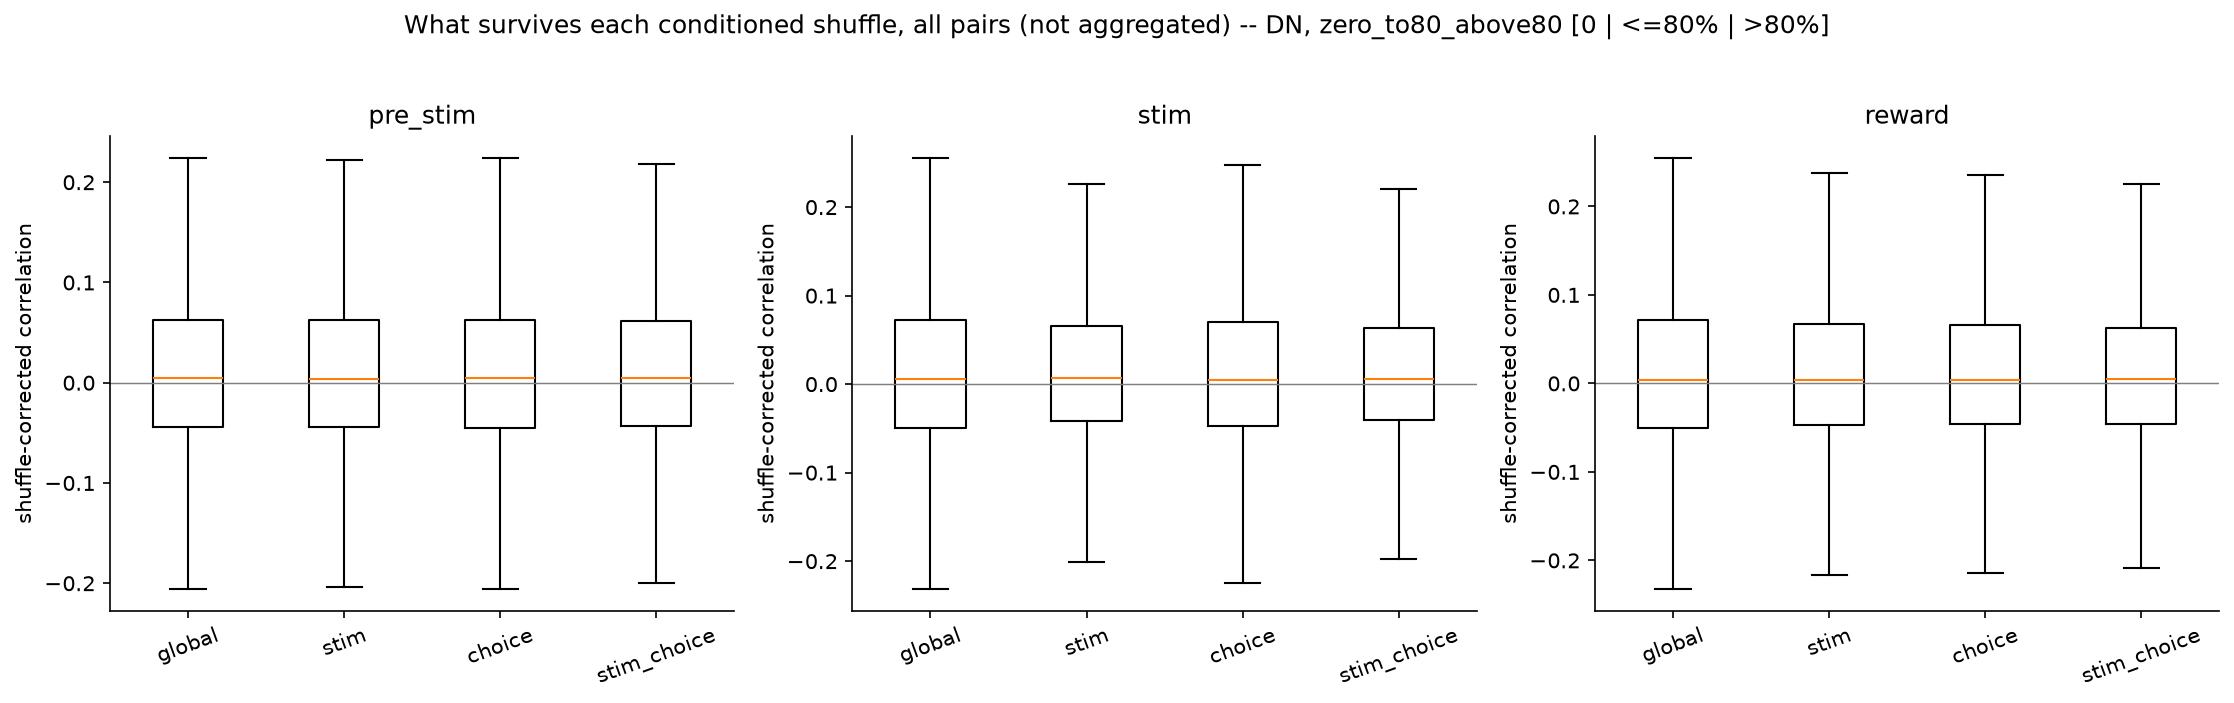 What survives each conditioned shuffle, all pairs (not aggregated) -- DN, zero_to80_above80 [0 | <=80% | >80%]
pre_stim
shuffle-corrected correlation
0.2
0.1
0.0
−0.1
−0.2
global
stim
choice
stim_choice
stim
shuffle-corrected correlation
0.2
0.1
0.0
−0.1
−0.2
global
stim
choice
stim_choice
reward
shuffle-corrected correlation
0.2
0.1
0.0
−0.1
−0.2
global
stim
choice
stim_choice